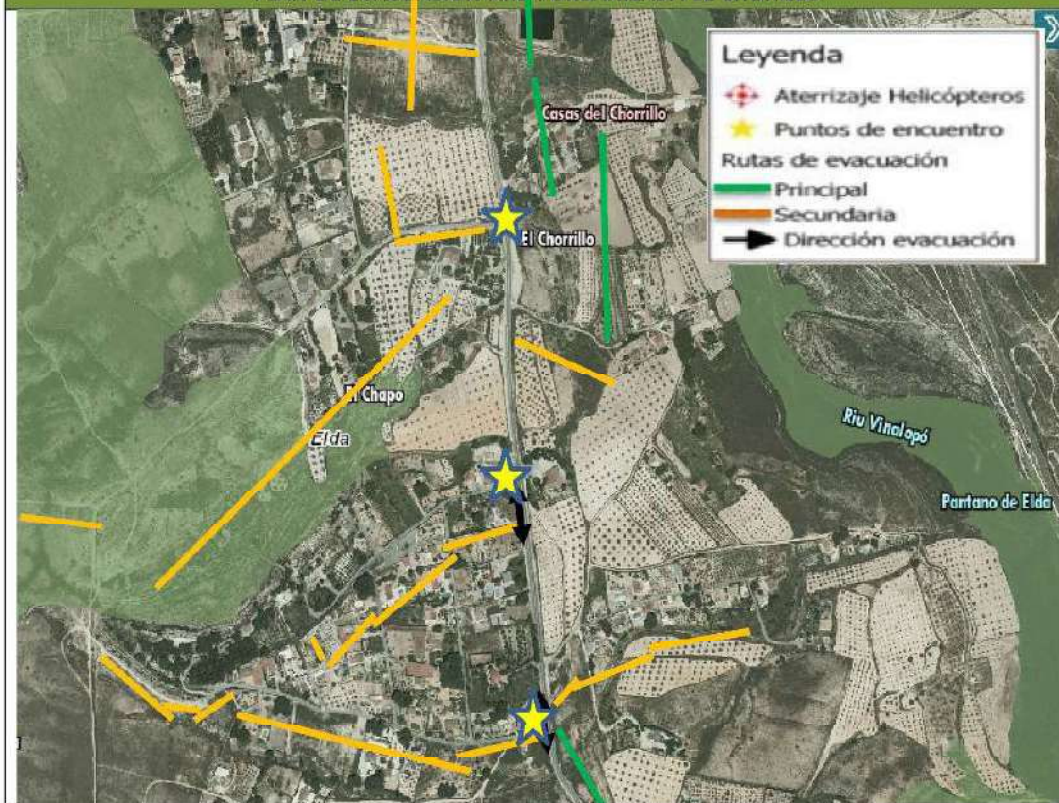 Leyenda
Aterrizaje Helicópteros
Puntos de encuentro
Rutas de evacuación
Principal
Secundaria
Dirección evacuación
Casas del Chorrillo
El Chorrillo
El Chapo
Elda
Riu Vinalopó
Pantano de Elda